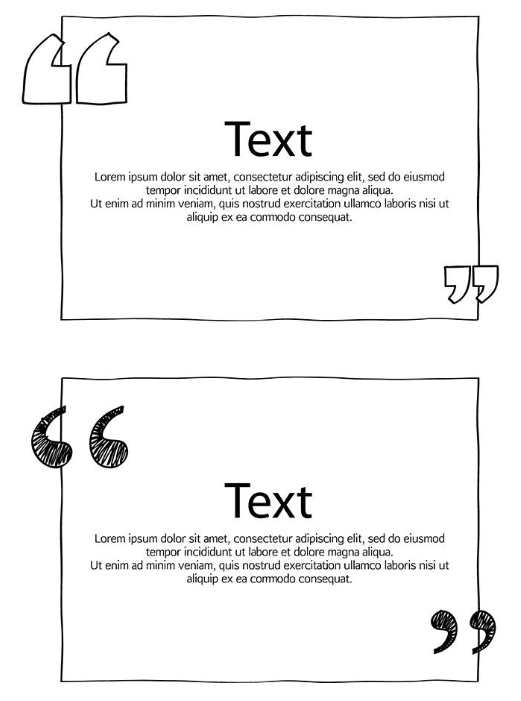 Text
Lorem ipsum dolor sit amet, consectetur adipiscing elit, sed do eiusmod
tempor incididunt ut labore et dolore magna aliqua.
Ut enim ad minim veniam, quis nostrud exercitation ullamco laboris nisi ut
aliquip ex ea commodo consequat.
Text
Lorem ipsum dolor sit amet, consectetur adipiscing elit, sed do eiusmod
tempor incididunt ut labore et dolore magna aliqua.
Ut enim ad minim veniam, quis nostrud exercitation ullamco laboris nisi ut
aliquip ex ea commodo consequat.